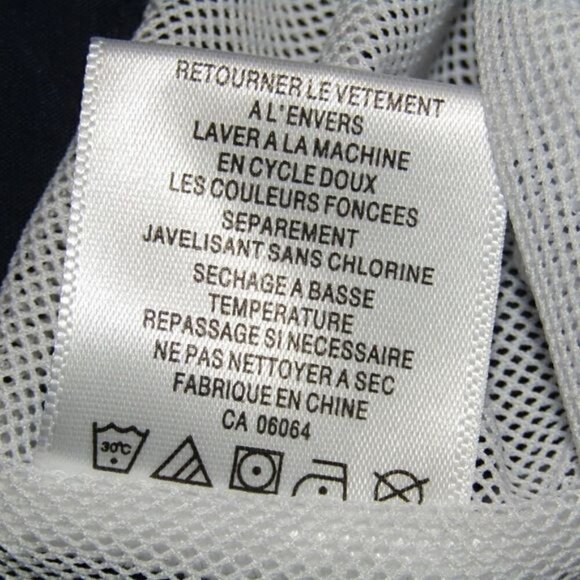 RETOURNER LE VETEMENT
A L'ENVERS
LAVER A LA MACHINE
EN CYCLE DOUX
LES COULEURS FONCEES
SEPAREMENT
JAVELISANT SANS CHLORINE
SECHAGE A BASSE
TEMPERATURE
REPASSAGE SI NECESSAIRE
NE PAS NETTOYER A SEC
FABRIQUE EN CHINE
CA 06064
30°C